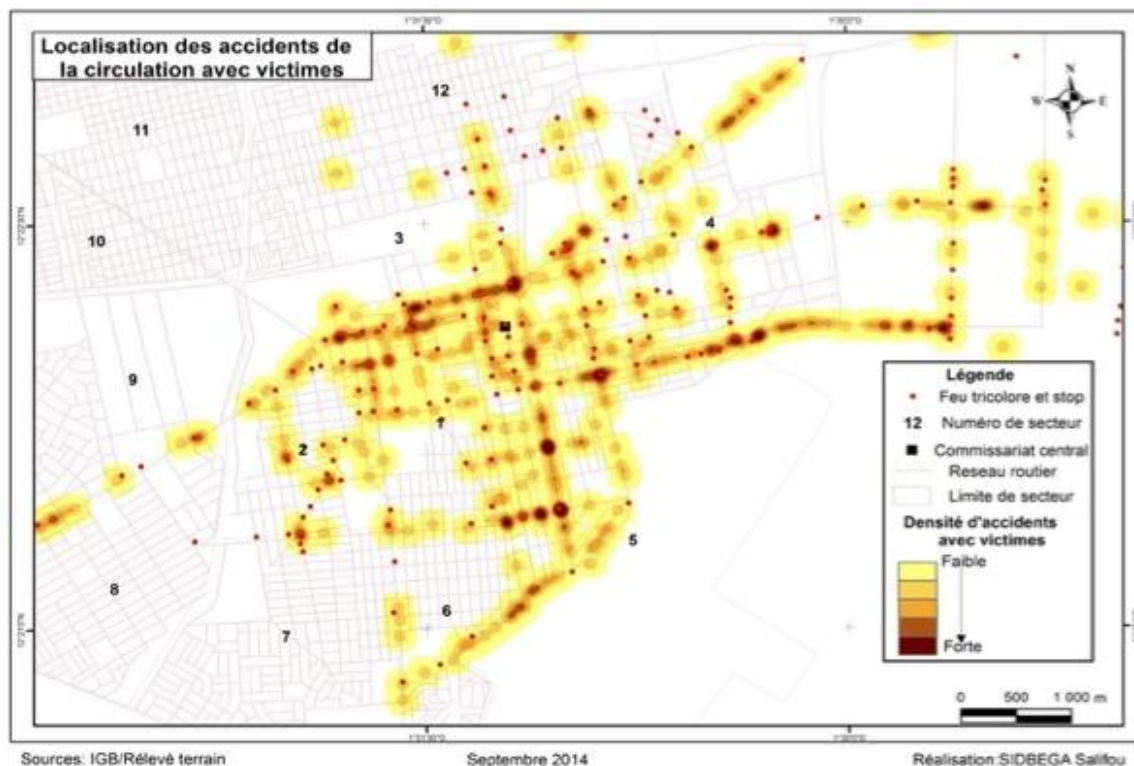 Localisation des accidents de
la circulation avec victimes
12
11
10
3
4
9
1
2
5
8
6
7
N
W E
S
Légende
Feu tricolore et stop
12 Numéro de secteur
Commissariat central
Reseau routier
Limite de secteur
Densité d'accidents
avec victimes
Faible
Forte
0 500 1 000 m
Sources: IGB/Rélevé terrain
Septembre 2014
Réalisation:SIDBEGA Salifou